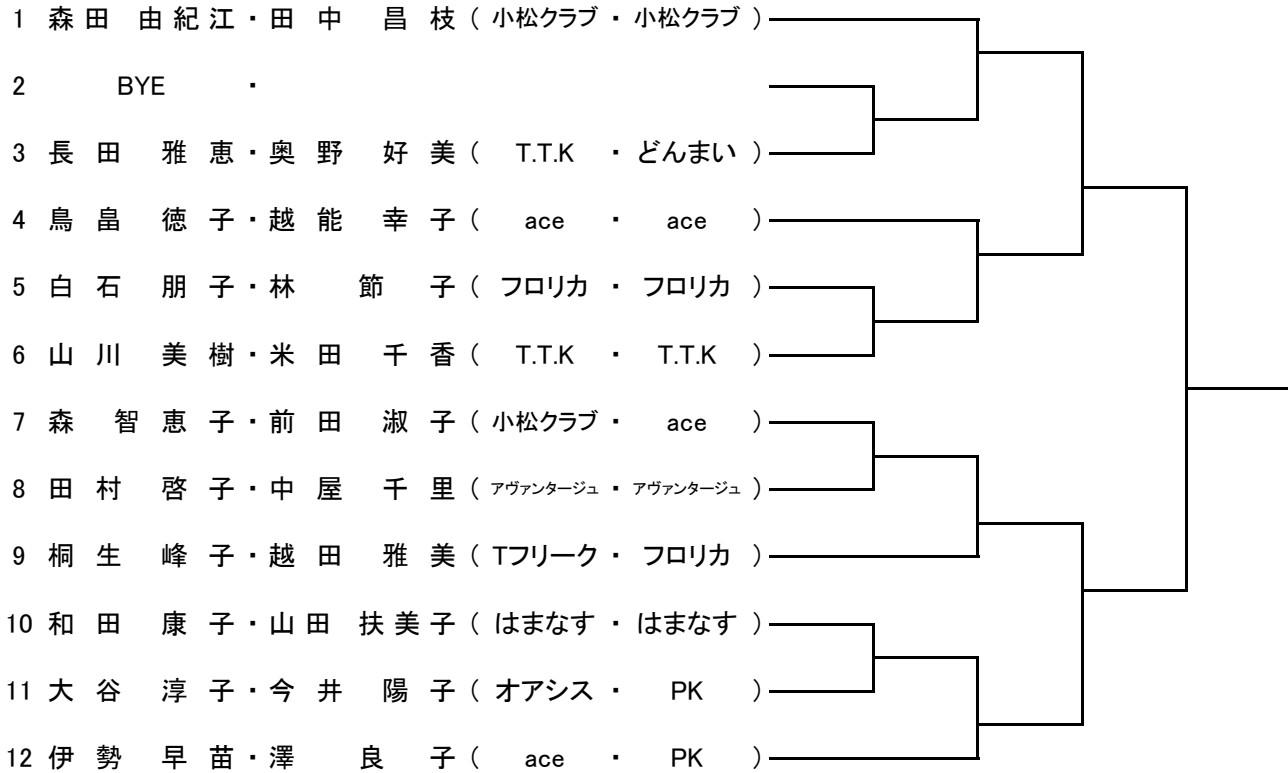 1 森田 由紀江・田中 昌枝 ( 小松クラブ ・ 小松クラブ )
2 BYE ・
3 長田 雅恵・奥野 好美 ( T.T.K ・ どんまい )
4 鳥畠 徳子・越能 幸子 ( ace ・ ace )
5 白石 朋子・林 節子 ( フロリカ ・ フロリカ )
6 山川 美樹・米田 千香 ( T.T.K ・ T.T.K )
7 森 智恵子・前田 淑子 ( 小松クラブ ・ ace )
8 田村 啓子・中屋 千里 ( アヴァンタージュ ・ アヴァンタージュ )
9 桐生 峰子・越田 雅美 ( Tフリーク ・ フロリカ )
10 和田 康子・山田 扶美子 ( はまなす ・ はまなす )
11 大谷 淳子・今井 陽子 ( オアシス ・ PK )
12 伊勢 早苗・澤 良子 ( ace ・ PK )